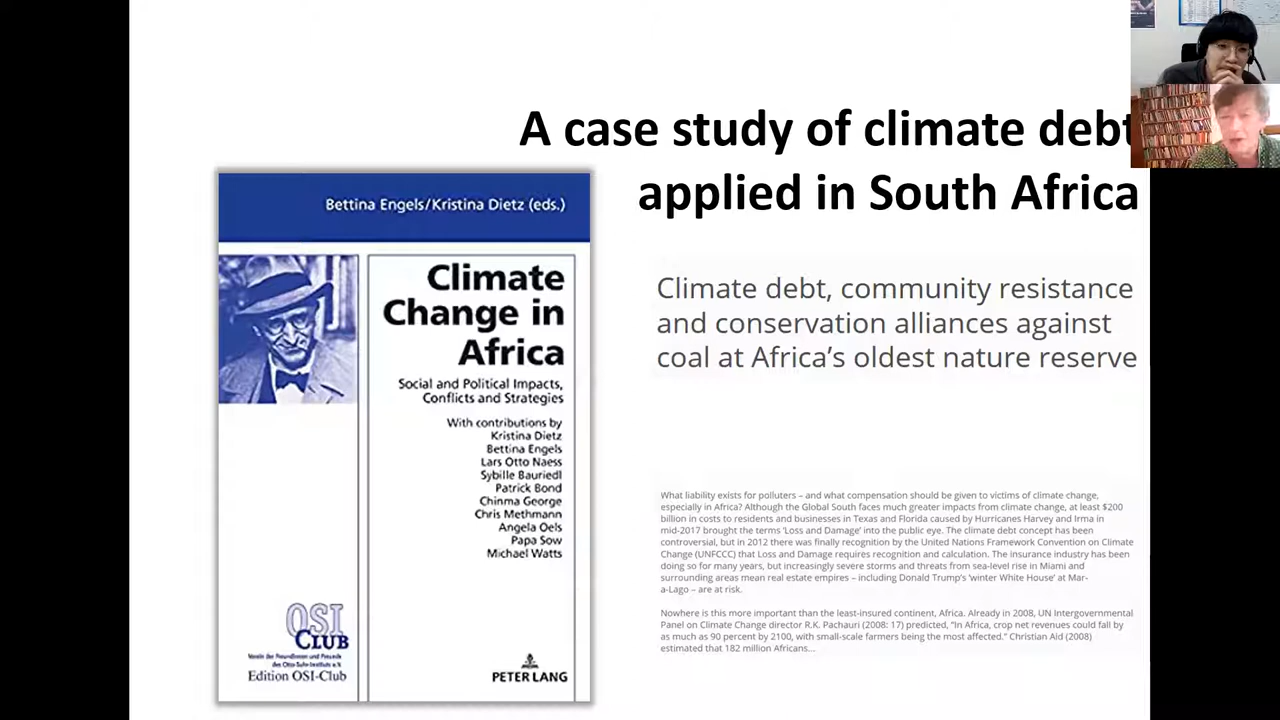 A case study of climate debt
applied in South Africa
Bettina Engels/Kristina Dietz (eds.)
Climate
Change in
Africa
Social and Political Impacts,
Conflicts and Strategies
With contributions by
Kristina Dietz
Bettina Engels
Lars Otto Naess
Sybille Bauriedl
Patrick Bond
Chinma George
Chris Methmann
Angela Oels
Papa Sow
Michael Watts
OSI
CLUB
Verein der Freundinnen und Freunde
des Otto-Suhr-Instituts e.V.
Edition OSI-Club
PETER LANG
Climate debt, community resistance
and conservation alliances against
coal at Africa’s oldest nature reserve
What liability exists for polluters – and what compensation should be given to victims of climate change,
especially in Africa? Although the Global South faces much greater impacts from climate change, at least $200
billion in costs to residents and businesses in Texas and Florida caused by Hurricanes Harvey and Irma in
mid-2017 brought the terms ‘Loss and Damage’ into the public eye. The climate debt concept has been
controversial, but in 2012 there was finally recognition by the United Nations Framework Convention on Climate
Change (UNFCCC) that Loss and Damage requires recognition and calculation. The insurance industry has been
doing so for many years, but increasingly severe storms and threats from sea-level rise in Miami and
surrounding areas mean real estate empires – including Donald Trump’s ‘winter White House’ at Mar-
a-Lago – are at risk.
Nowhere is this more important than the least-insured continent, Africa. Already in 2008, UN Intergovernmental
Panel on Climate Change director R.K. Pachauri (2008: 17) predicted, “In Africa, crop net revenues could fall by
as much as 90 percent by 2100, with small-scale farmers being the most affected.” Christian Aid (2008)
estimated that 182 million Africans...